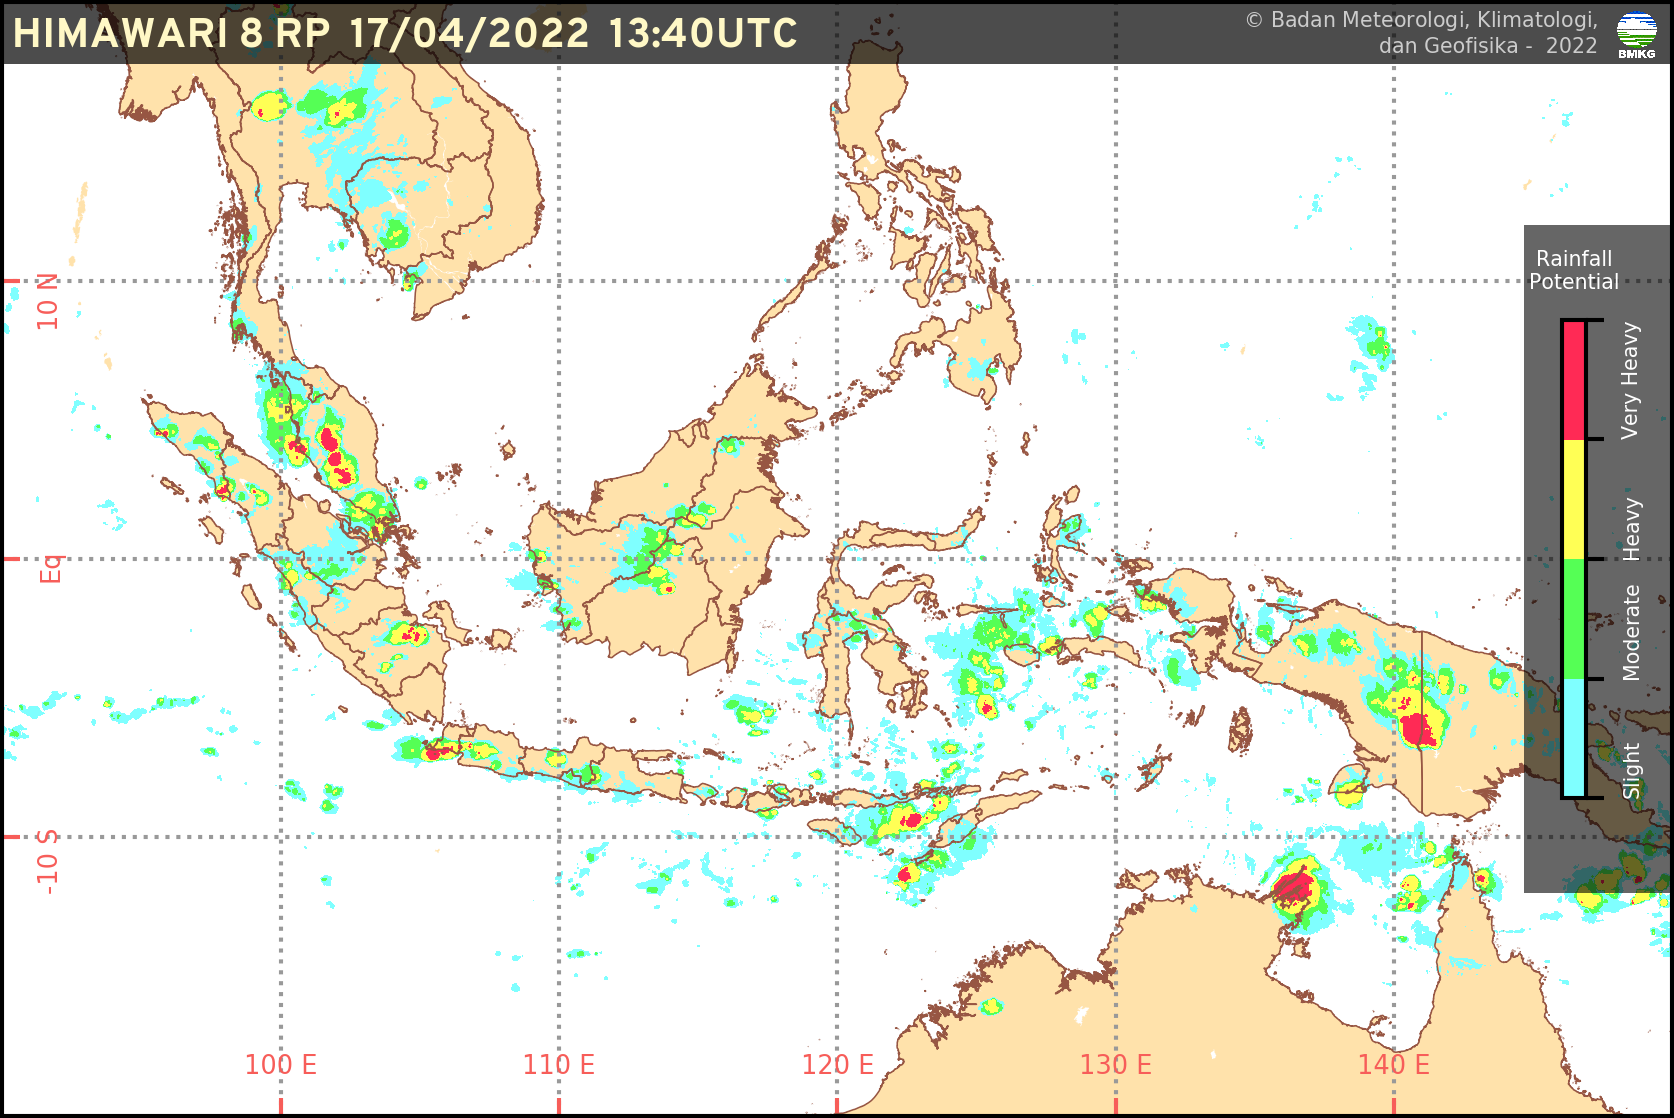 HIMAWARI 8 RP 17/04/2022 13:40UTC
© Badan Meteorologi, Klimatologi,
dan Geofisika - 2022
BMKG
Rainfall
Potential
Very Heavy
Heavy
Moderate
Slight
10 N
Eq
-10 S
100 E
110 E
120 E
130 E
140 E